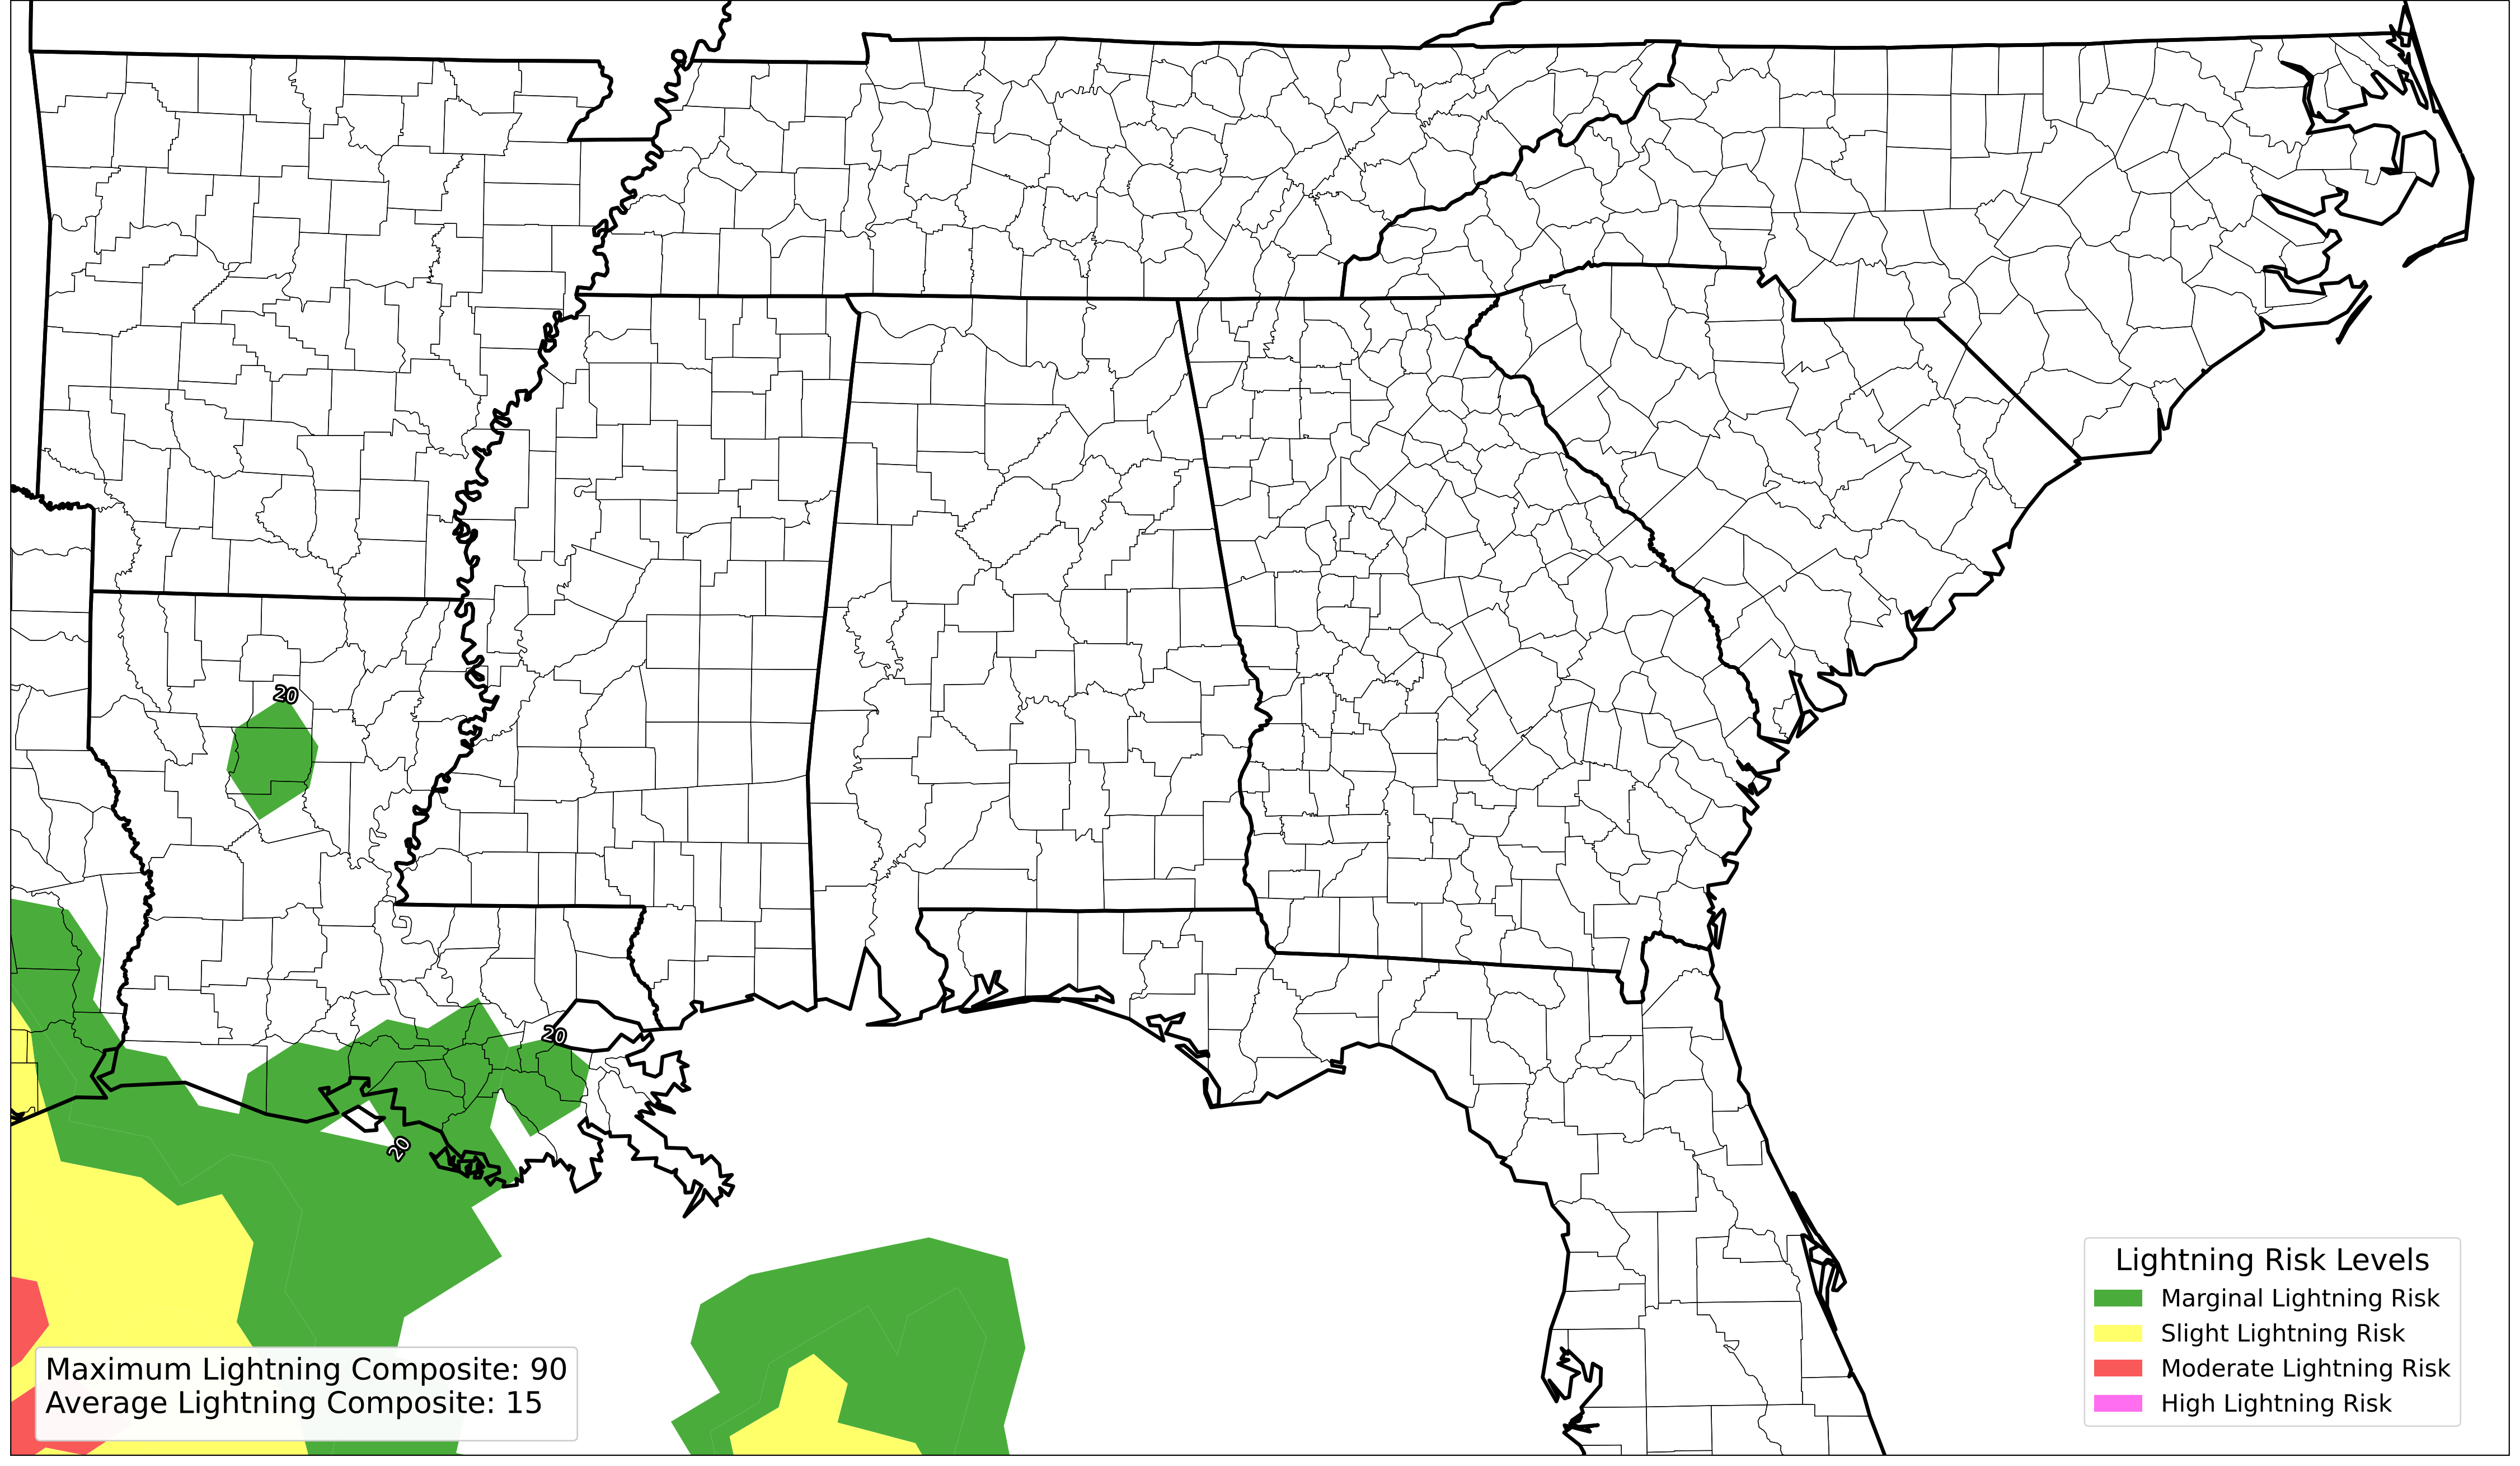 20
20
20
Maximum Lightning Composite: 90
Average Lightning Composite: 15
Lightning Risk Levels
Marginal Lightning Risk
Slight Lightning Risk
Moderate Lightning Risk
High Lightning Risk